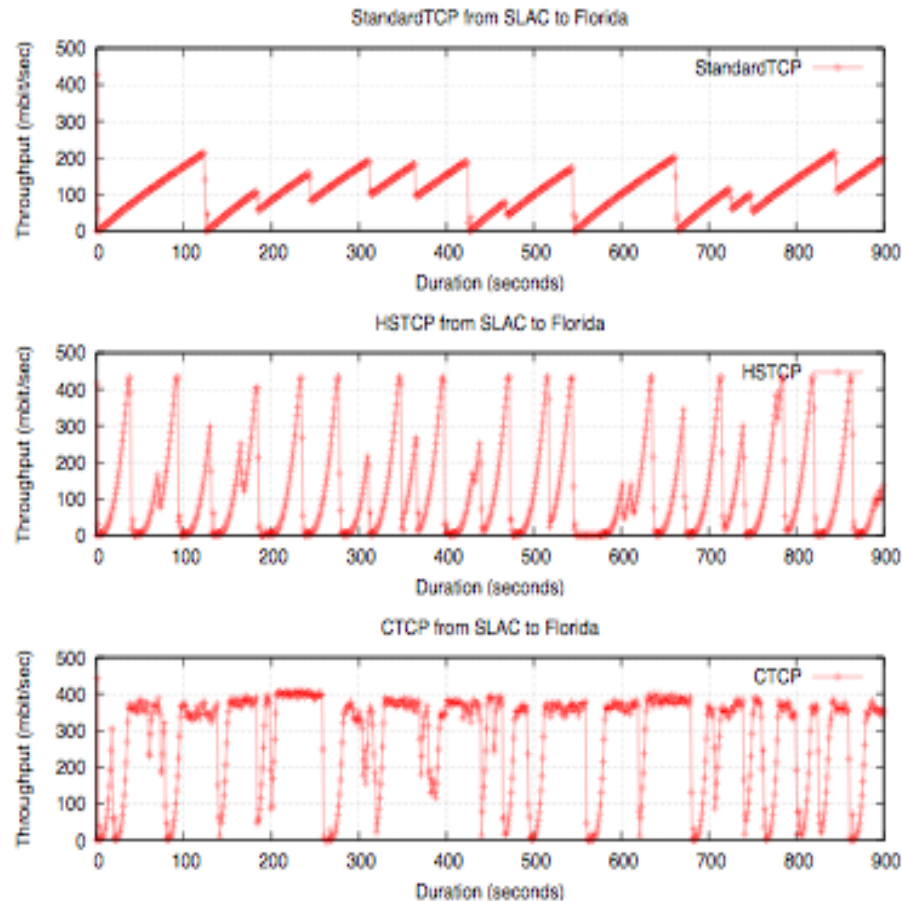 StandardTCP from SLAC to Florida
Throughput (mbit/sec)
500
400
300
200
100
0
StandardTCP
0 100 200 300 400 500 600 700 800 900
Duration (seconds)
HSTCP from SLAC to Florida
Throughput (mbit/sec)
500
400
300
200
100
0
HSTCP
0 100 200 300 400 500 600 700 800 900
Duration (seconds)
CTCP from SLAC to Florida
Throughput (mbit/sec)
500
400
300
200
100
0
CTCP
0 100 200 300 400 500 600 700 800 900
Duration (seconds)